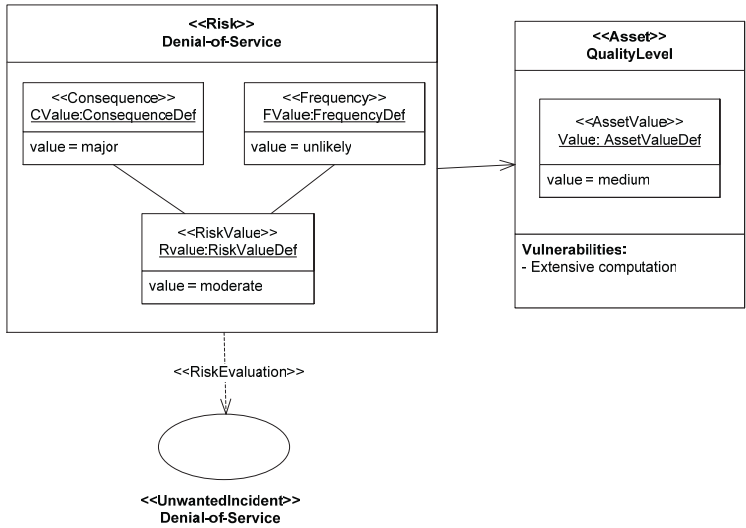 <<Risk>>
Denial-of-Service
<<Consequence>>
CValue:ConsequenceDef
value = major
<<Frequency>>
FValue:FrequencyDef
value = unlikely
<<RiskValue>>
Rvalue:RiskValueDef
value = moderate
<<Asset>>
QualityLevel
<<AssetValue>>
Value: AssetValueDef
value = medium
Vulnerabilities:
- Extensive computation
<<RiskEvaluation>>
<<UnwantedIncident>>
Denial-of-Service